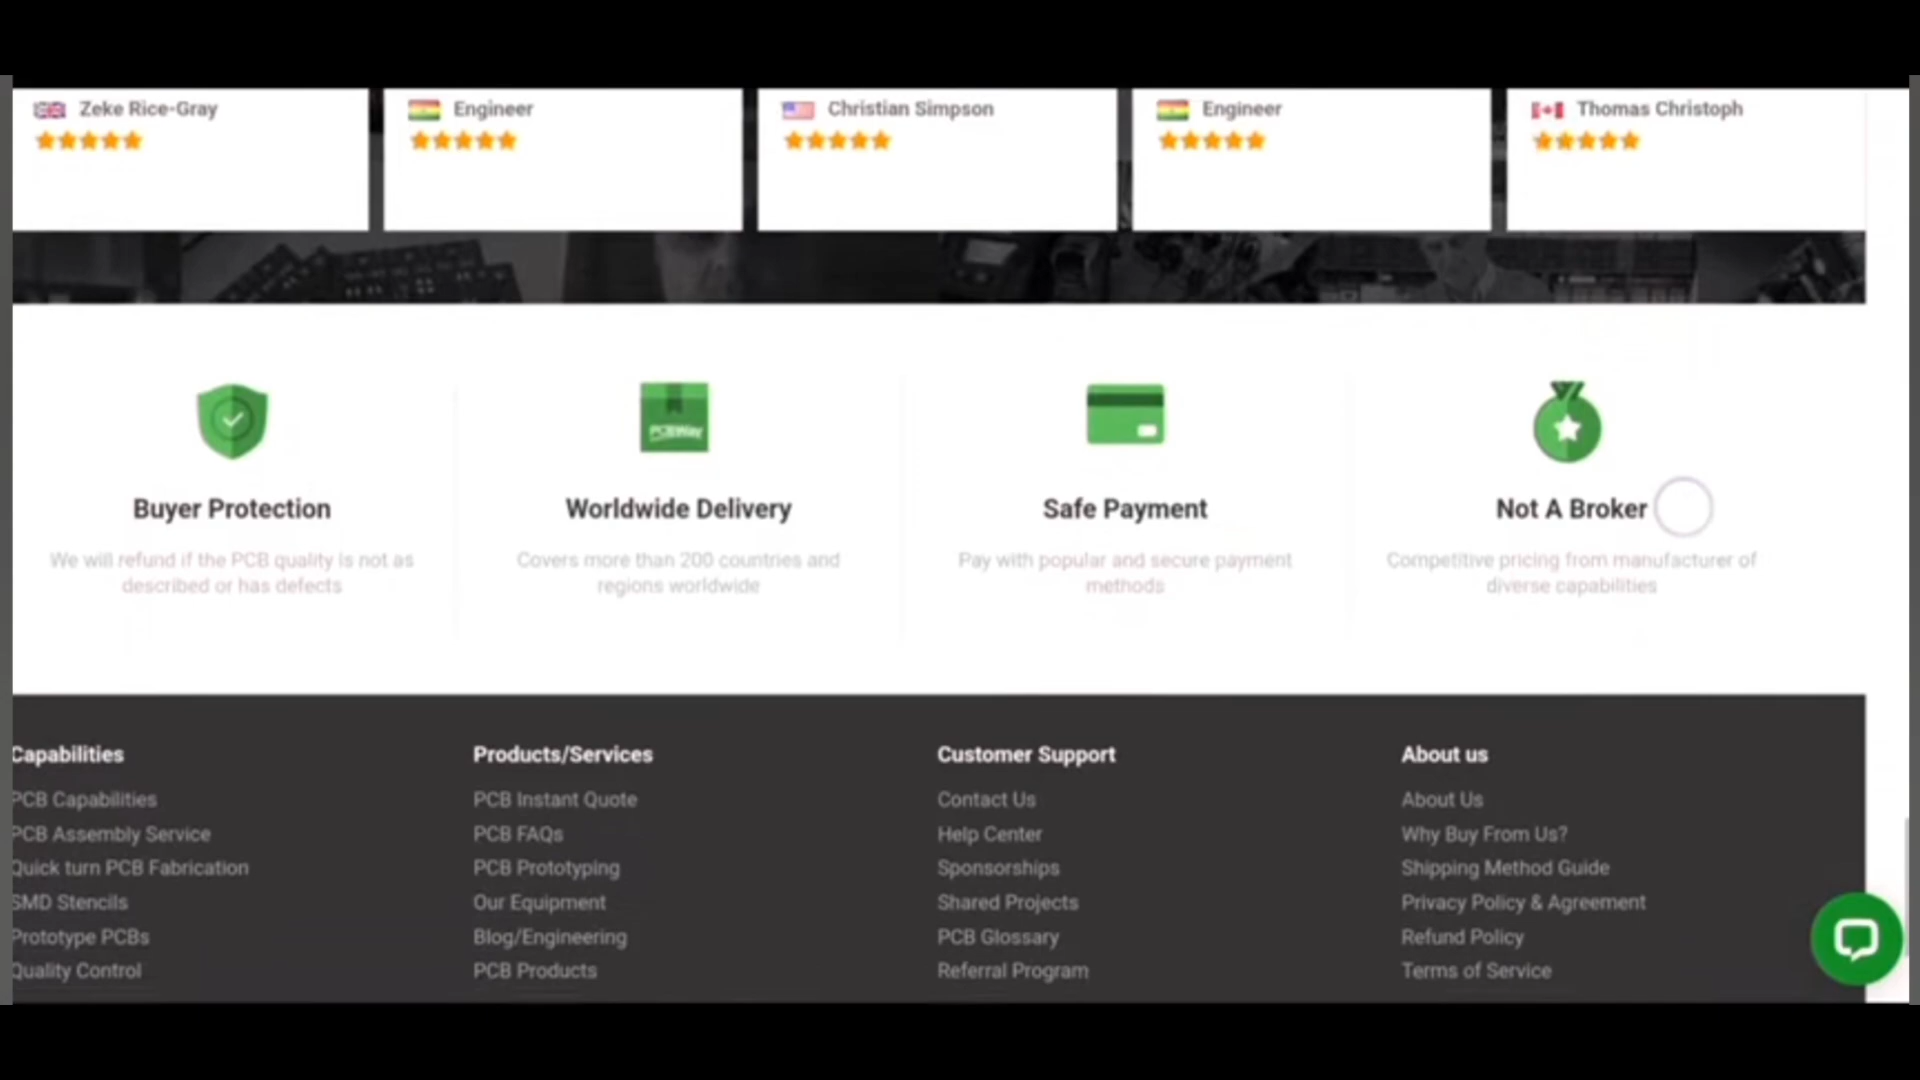 Zeke Rice-Gray
Engineer
Christian Simpson
Engineer
Thomas Christoph
PCBWay
Buyer Protection
We will refund if the PCB quality is not as
described or has defects
Worldwide Delivery
Covers more than 200 countries and
regions worldwide
Safe Payment
Pay with popular and secure payment
methods
Not A Broker
Competitive pricing from manufacturer of
diverse capabilities
Capabilities
PCB Capabilities
PCB Assembly Service
Quick turn PCB Fabrication
SMD Stencils
Prototype PCBs
Quality Control
Products/Services
PCB Instant Quote
PCB FAQs
PCB Prototyping
Our Equipment
Blog/Engineering
PCB Products
Customer Support
Contact Us
Help Center
Sponsorships
Shared Projects
PCB Glossary
Referral Program
About us
About Us
Why Buy From Us?
Shipping Method Guide
Privacy Policy & Agreement
Refund Policy
Terms of Service